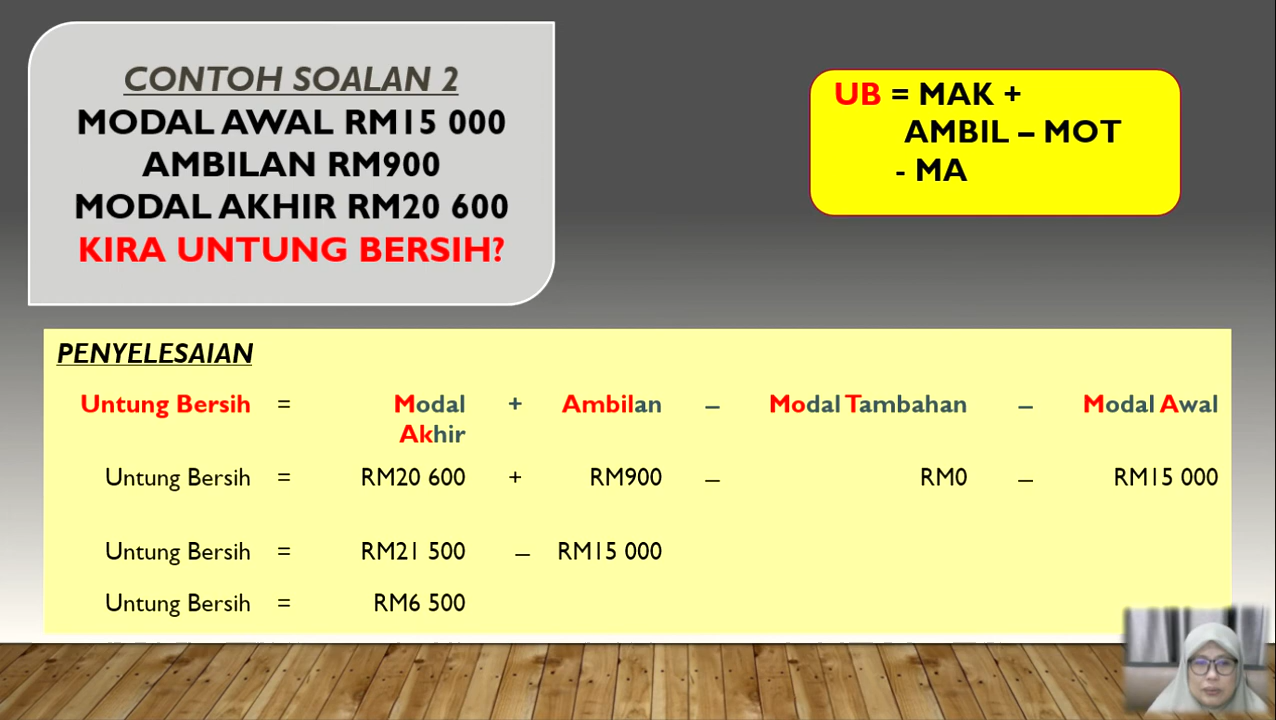 CONTOH SOALAN 2
MODAL AWAL RM15 000
AMBILAN RM900
MODAL AKHIR RM20 600
KIRA UNTUNG BERSIH?
UB = MAK +
AMBIL – MOT
- MA
PENYELESAIAN
Untung Bersih = Modal Akhir + Ambilan – Modal Tambahan – Modal Awal
Untung Bersih = RM20 600 + RM900 – RM0 – RM15 000
Untung Bersih = RM21 500 – RM15 000
Untung Bersih = RM6 500